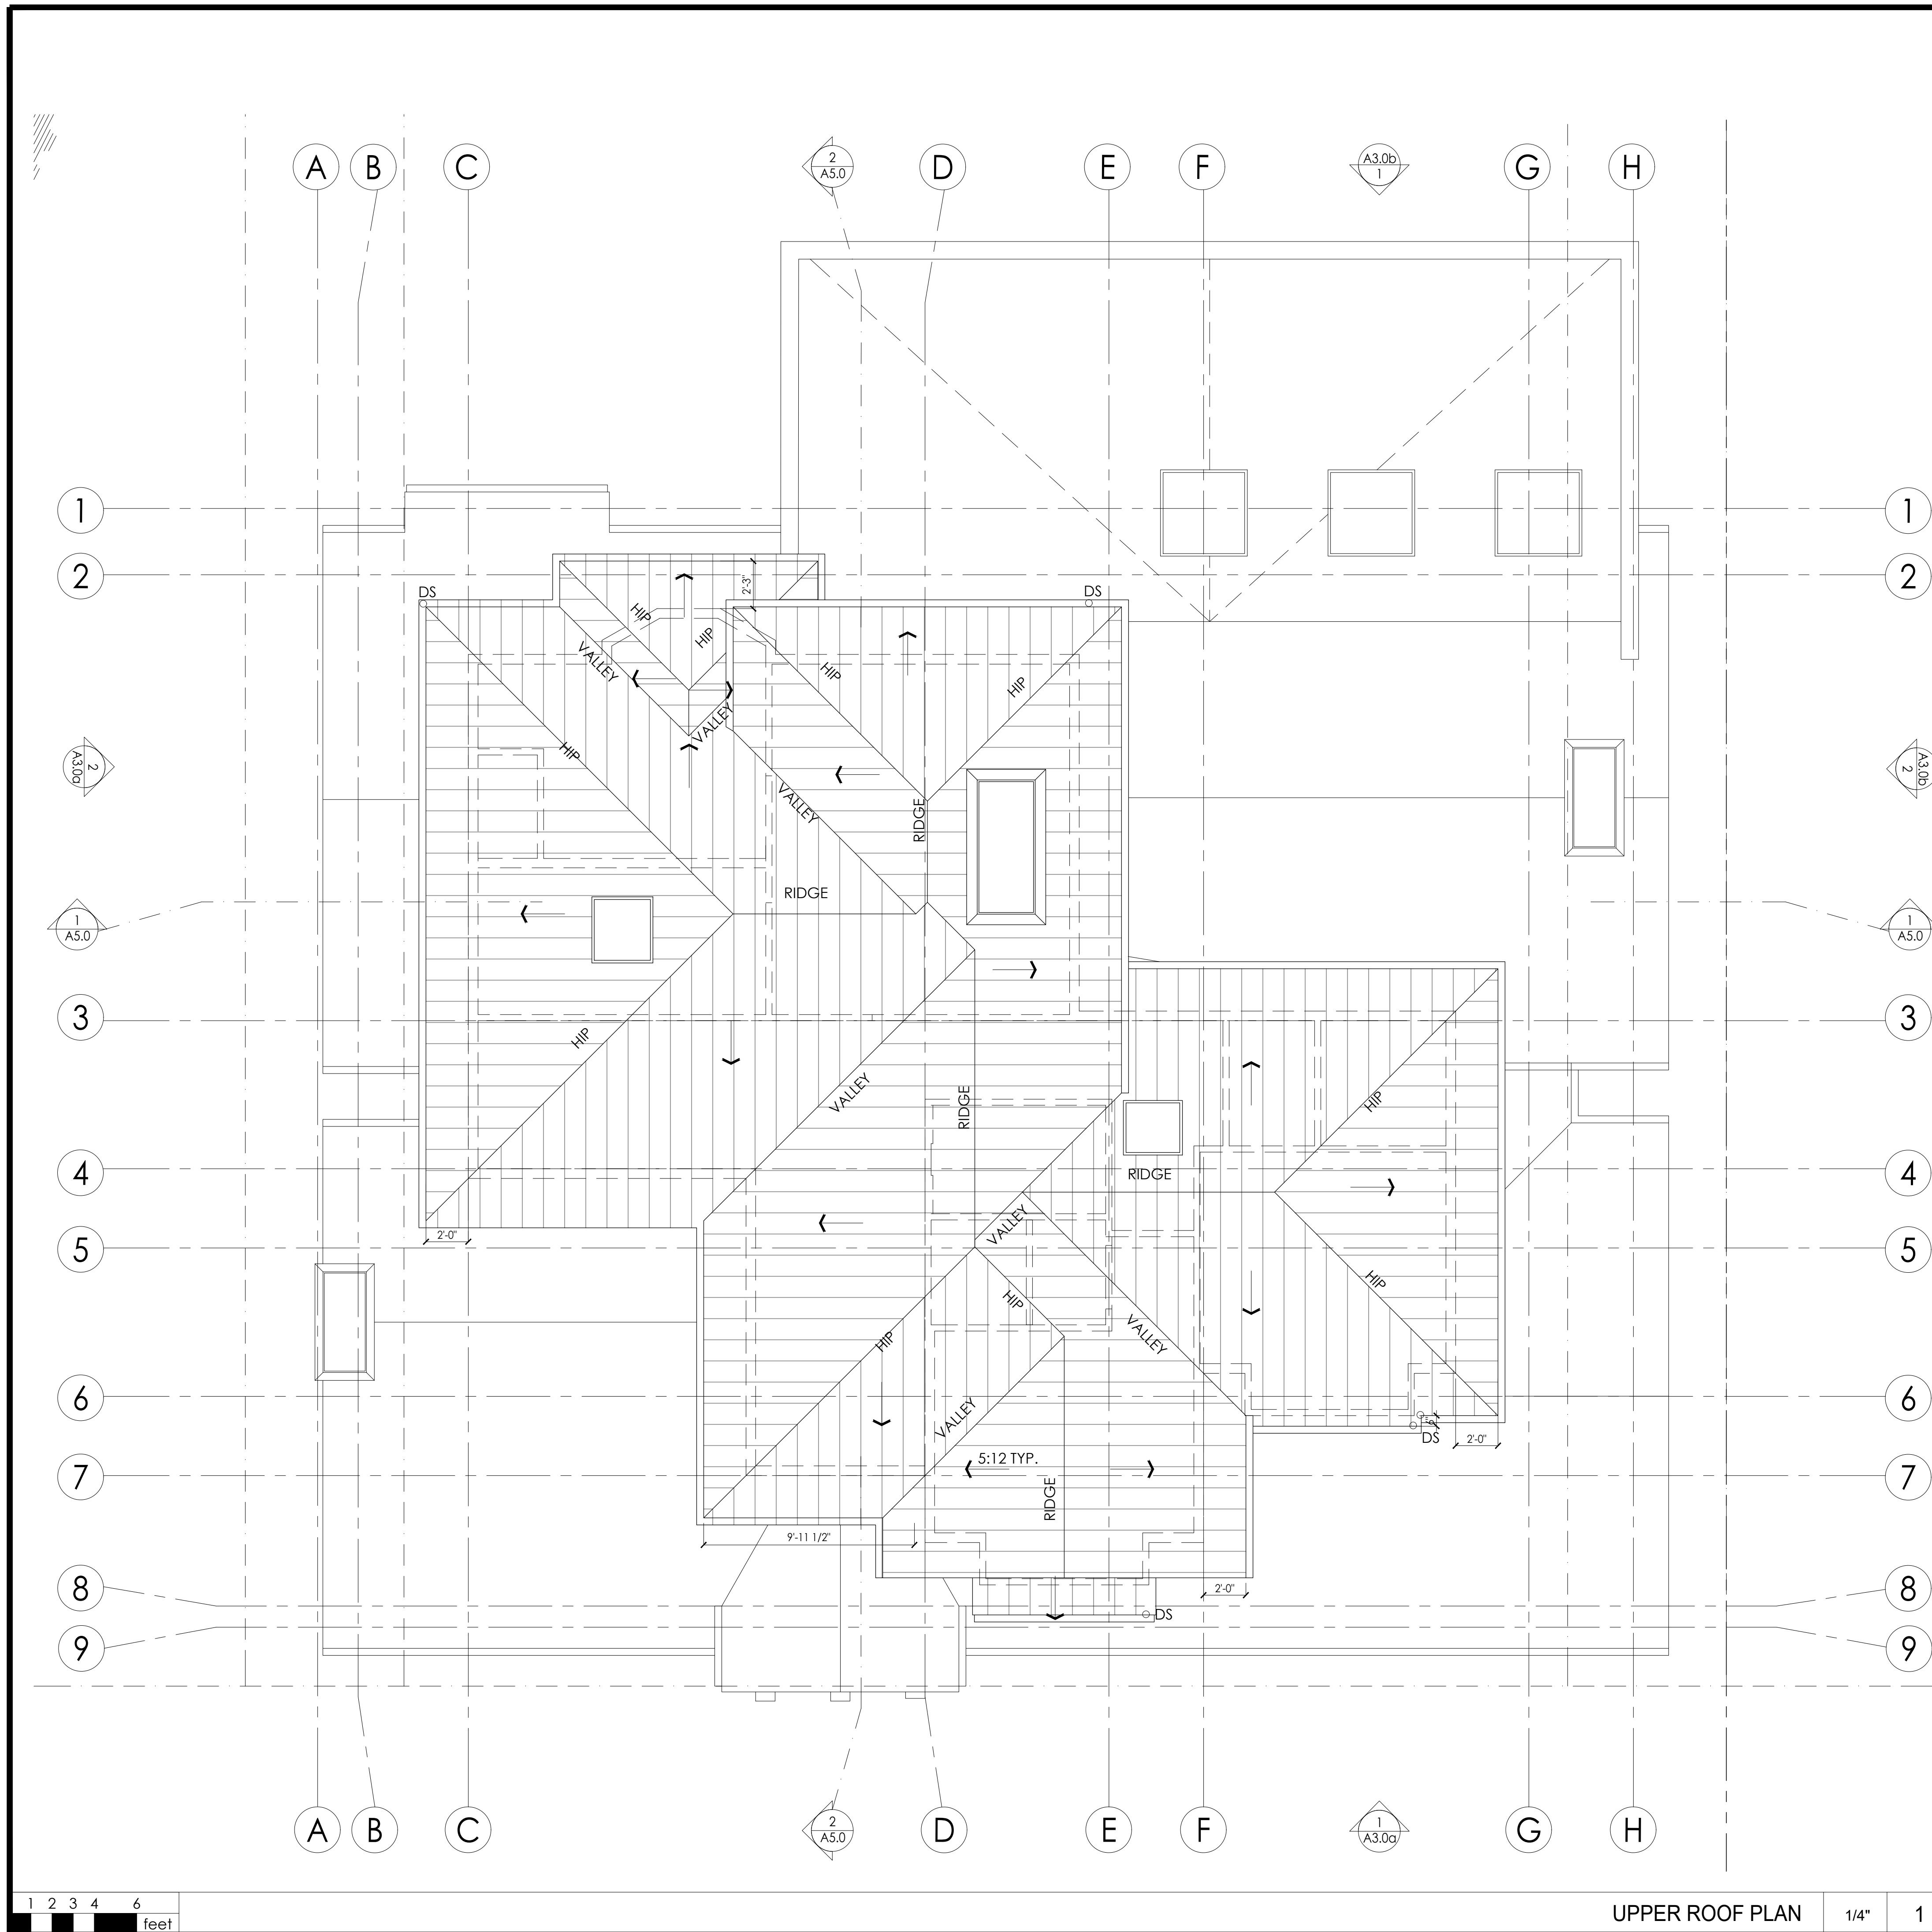 A B C 2 D E F A3.0b G H
A5.0 1
1 1
2 2
DS DS
2'-3"
HIP
HIP
VALLEY
HIP HIP
VALLEY
HIP
2
A3.0a
A3.0b
2
VALLEY
RIDGE
RIDGE
1
A5.0
1
A5.0
3 3
HIP
VALLEY
RIDGE
HIP
4 4
RIDGE
VALLEY
2'-0"
5 5
HIP
HIP
HIP
VALLEY
6 6
VALLEY
DS
2'-0"
5:12 TYP.
7 7
RIDGE
9'-11 1/2"
8 8
2'-0"
DS
9 9
A B C 2 D E F 1 G H
A5.0 A3.0a
1 2 3 4 6
feet
UPPER ROOF PLAN 1/4" 1